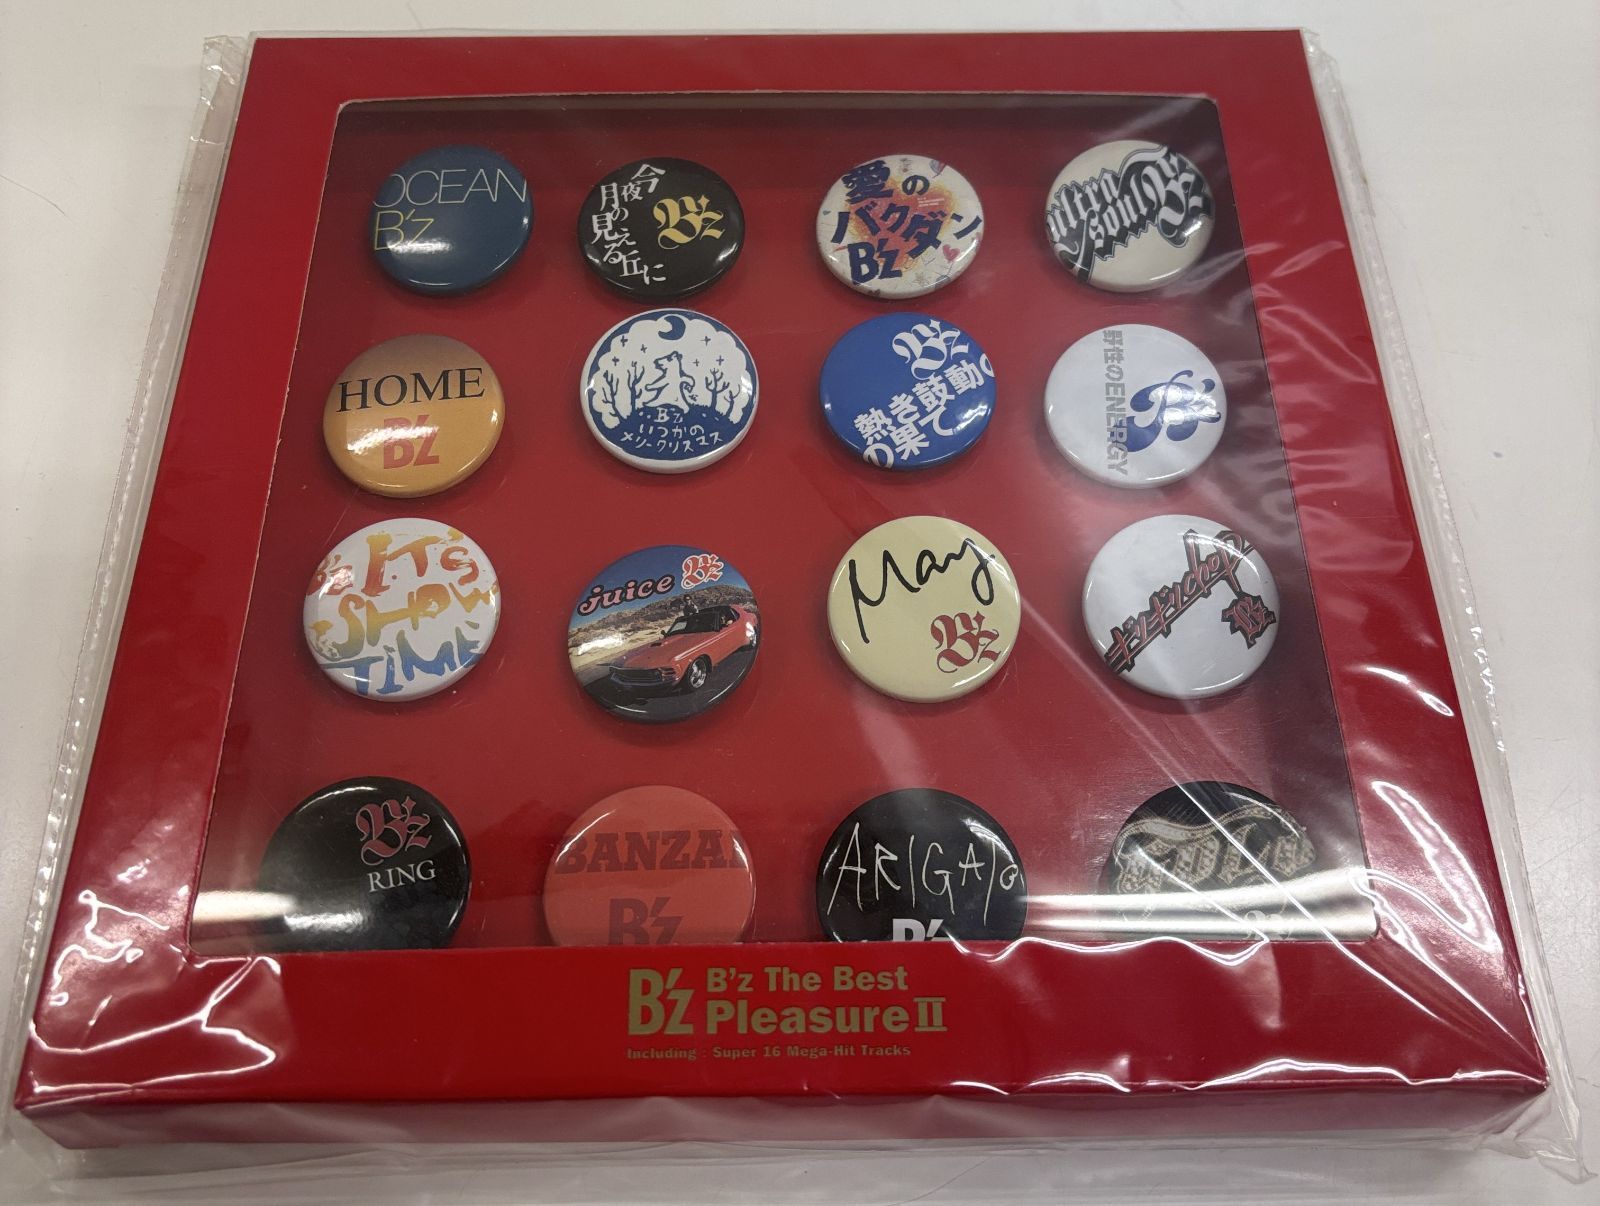 OCEAN
B'z
今夜
月の
見える
丘に
B'z
愛の
バクダン
B'z
ultra
soul
B'z
HOME
B'z
B'z
いつかの
メリークリスマス
B'z
熱き鼓動の
果て
野性のENERGY
B'z
B'z
IT'S
SHOW
TIME
juice B'z
May
B'z
ギリギリchop
B'z
B'z
RING
BANZAI
B'z
ARIGATO
B'z
B'z B'z The Best
Pleasure II
Including : Super 16 Mega-Hit Tracks